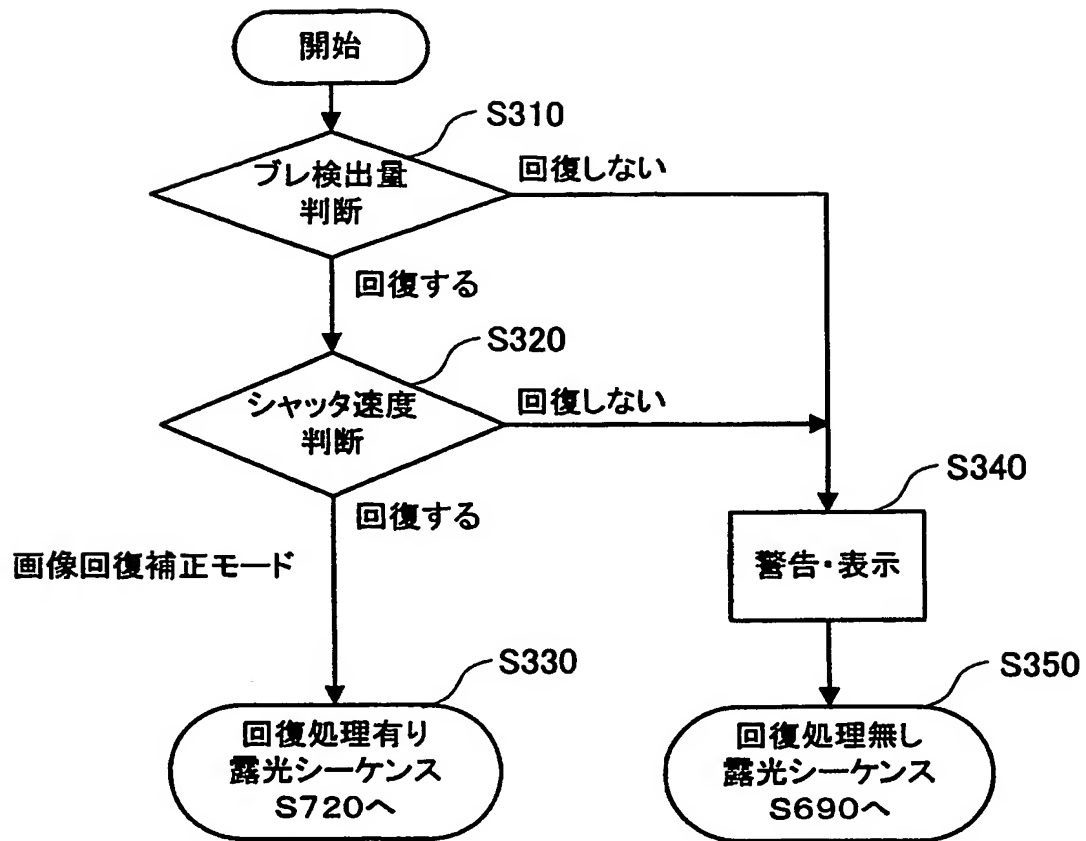 開始
S310
ブレ検出量
判断
回復しない
回復する
S320
シャッタ速度
判断
回復しない
回復する
画像回復補正モード
S340
警告・表示
S330
回復処理有り
露光シーケンス
S720へ
S350
回復処理無し
露光シーケンス
S690へ